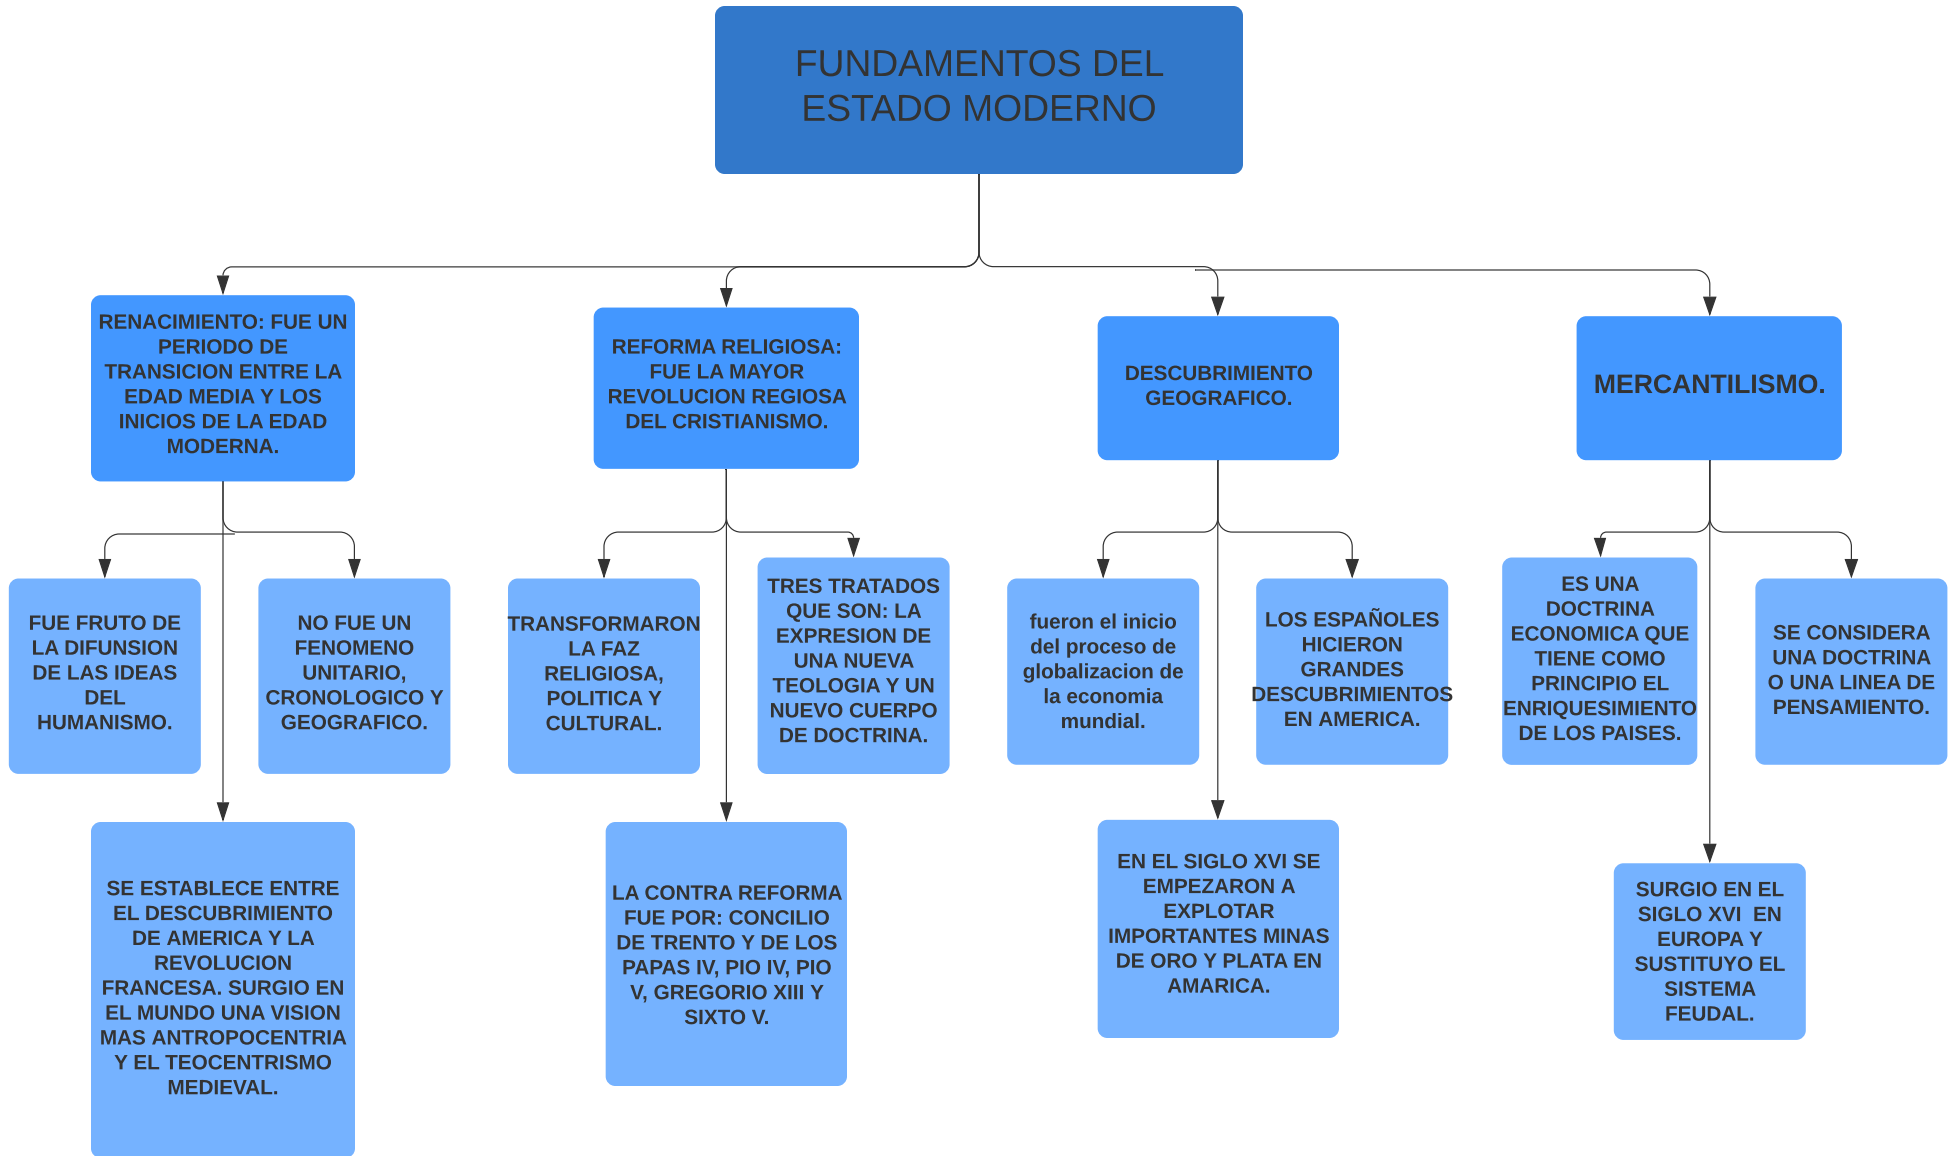 FUNDAMENTOS DEL
ESTADO MODERNO
RENACIMIENTO: FUE UN
PERIODO DE
TRANSICION ENTRE LA
EDAD MEDIA Y LOS
INICIOS DE LA EDAD
MODERNA.
REFORMA RELIGIOSA:
FUE LA MAYOR
REVOLUCION REGIOSA
DEL CRISTIANISMO.
DESCUBRIMIENTO
GEOGRAFICO.
MERCANTILISMO.
FUE FRUTO DE
LA DIFUNSION
DE LAS IDEAS
DEL
HUMANISMO.
NO FUE UN
FENOMENO
UNITARIO,
CRONOLOGICO Y
GEOGRAFICO.
TRANSFORMARON
LA FAZ
RELIGIOSA,
POLITICA Y
CULTURAL.
TRES TRATADOS
QUE SON: LA
EXPRESION DE
UNA NUEVA
TEOLOGIA Y UN
NUEVO CUERPO
DE DOCTRINA.
fueron el inicio
del proceso de
globalizacion de
la economia
mundial.
LOS ESPAÑOLES
HICIERON
GRANDES
DESCUBRIMIENTOS
EN AMERICA.
ES UNA
DOCTRINA
ECONOMICA QUE
TIENE COMO
PRINCIPIO EL
ENRIQUESIMIENTO
DE LOS PAISES.
SE CONSIDERA
UNA DOCTRINA
O UNA LINEA DE
PENSAMIENTO.
SE ESTABLECE ENTRE
EL DESCUBRIMIENTO
DE AMERICA Y LA
REVOLUCION
FRANCESA. SURGIO EN
EL MUNDO UNA VISION
MAS ANTROPOCENTRIA
Y EL TEOCENTRISMO
MEDIEVAL.
LA CONTRA REFORMA
FUE POR: CONCILIO
DE TRENTO Y DE LOS
PAPAS IV, PIO IV, PIO
V, GREGORIO XIII Y
SIXTO V.
EN EL SIGLO XVI SE
EMPEZARON A
EXPLOTAR
IMPORTANTES MINAS
DE ORO Y PLATA EN
AMARICA.
SURGIO EN EL
SIGLO XVI  EN
EUROPA Y
SUSTITUYO EL
SISTEMA
FEUDAL.